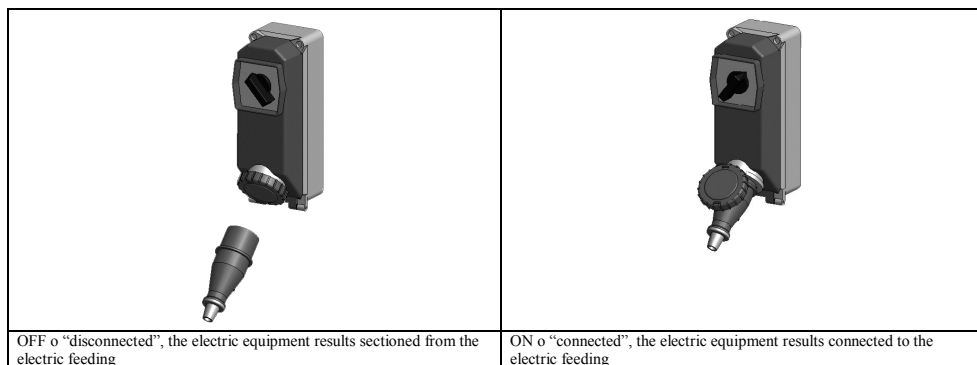 OFF o “disconnected”, the electric equipment results sectioned from the
electric feeding
ON o “connected”, the electric equipment results connected to the
electric feeding